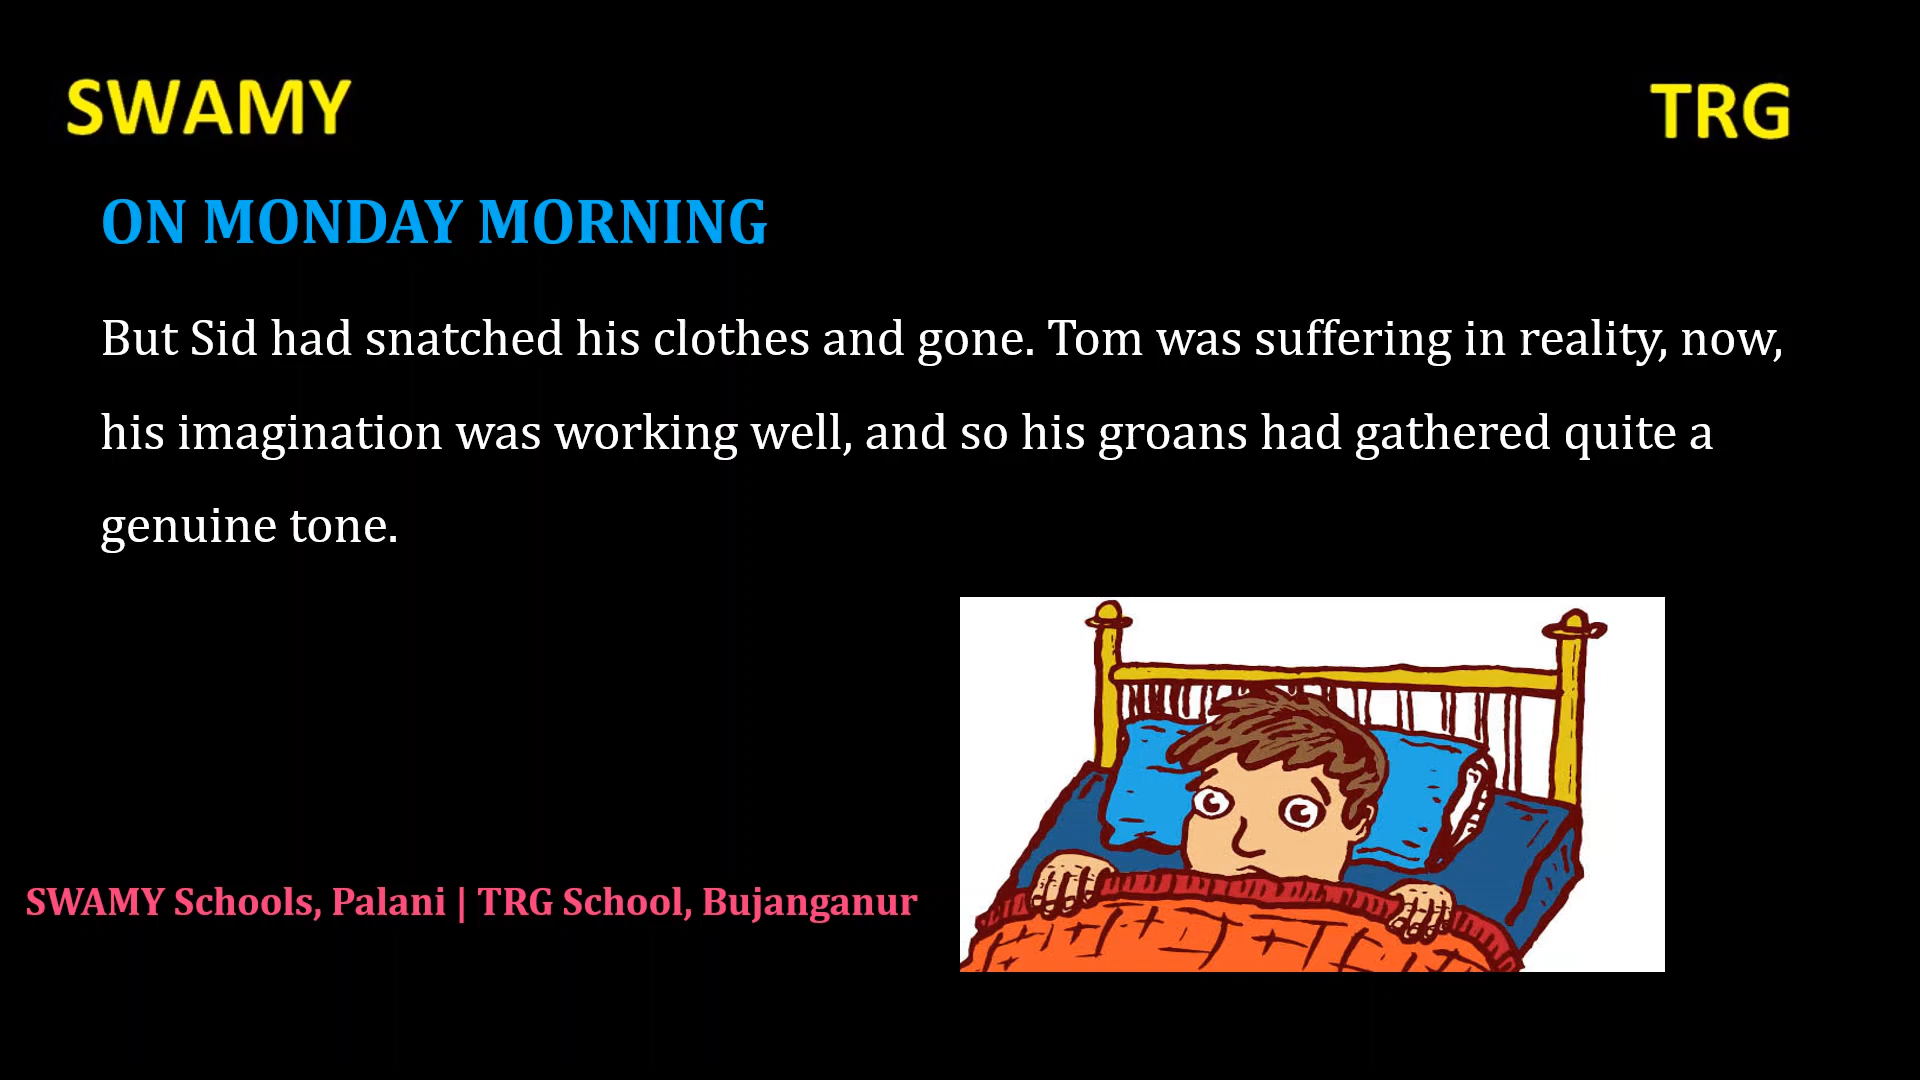 SWAMY
TRG
ON MONDAY MORNING
But Sid had snatched his clothes and gone. Tom was suffering in reality, now,
his imagination was working well, and so his groans had gathered quite a
genuine tone.
SWAMY Schools, Palani | TRG School, Bujanganur